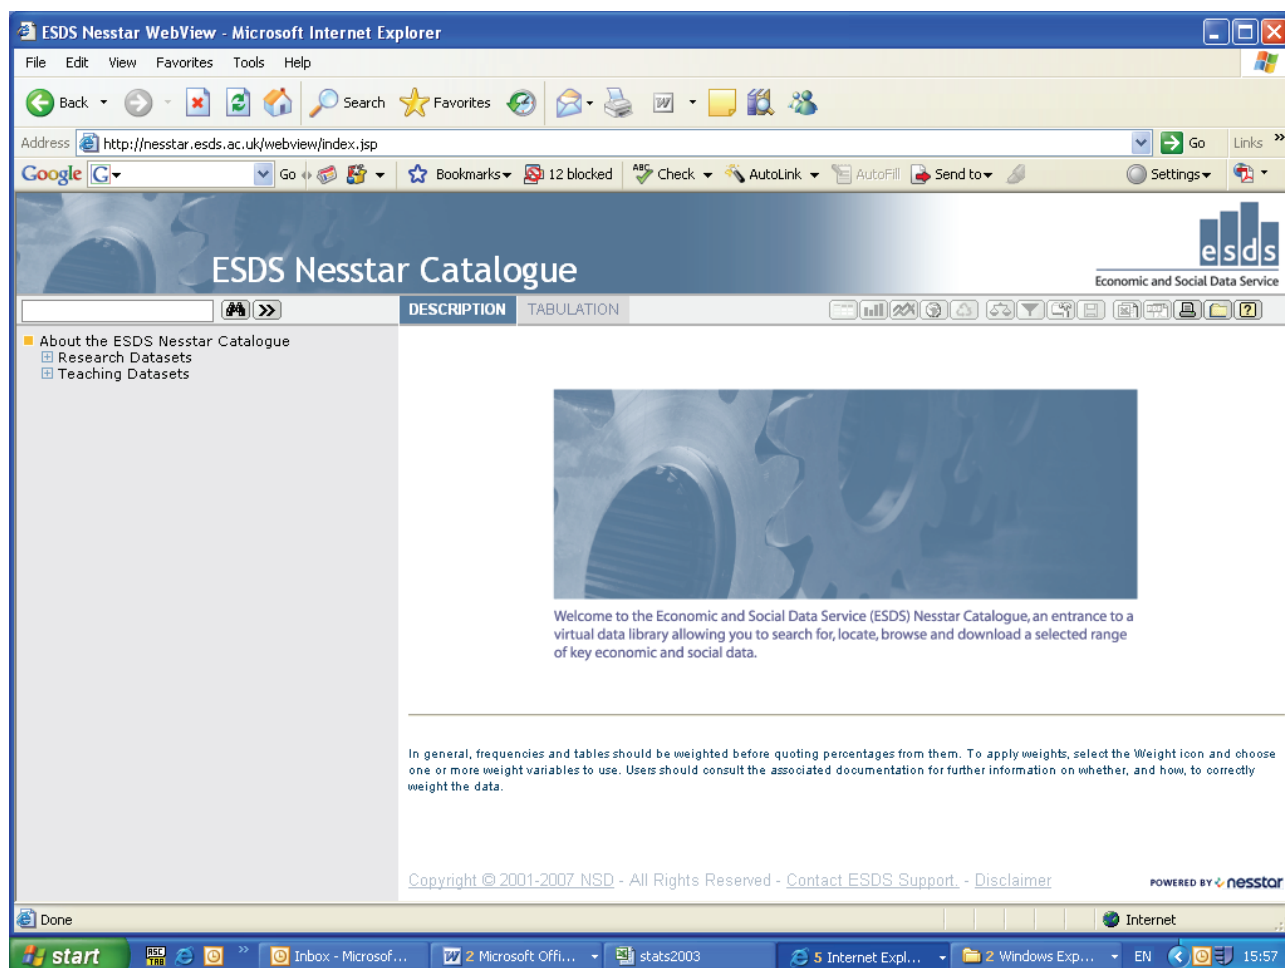 ESDS Nesstar WebView - Microsoft Internet Explorer
File Edit View Favorites Tools Help
Back Search Favorites
Address http://nesstar.esds.ac.uk/webview/index.jsp Go Links »
Google G Go Bookmarks 12 blocked ABC Check AutoLink AutoFill Send to Settings
ESDS Nesstar Catalogue
esds
Economic and Social Data Service
DESCRIPTION TABULATION
About the ESDS Nesstar Catalogue
Research Datasets
Teaching Datasets
Welcome to the Economic and Social Data Service (ESDS) Nesstar Catalogue, an entrance to a
virtual data library allowing you to search for, locate, browse and download a selected range
of key economic and social data.
In general, frequencies and tables should be weighted before quoting percentages from them. To apply weights, select the Weight icon and choose
one or more weight variables to use. Users should consult the associated documentation for further information on whether, and how, to correctly
weight the data.
Copyright © 2001-2007 NSD - All Rights Reserved - Contact ESDS Support. - Disclaimer
POWERED BY nesstar
Done Internet
start ASC TAB » Inbox - Microsof... 2 Microsoft Offi... stats2003 5 Internet Expl... 2 Windows Exp... EN 15:57